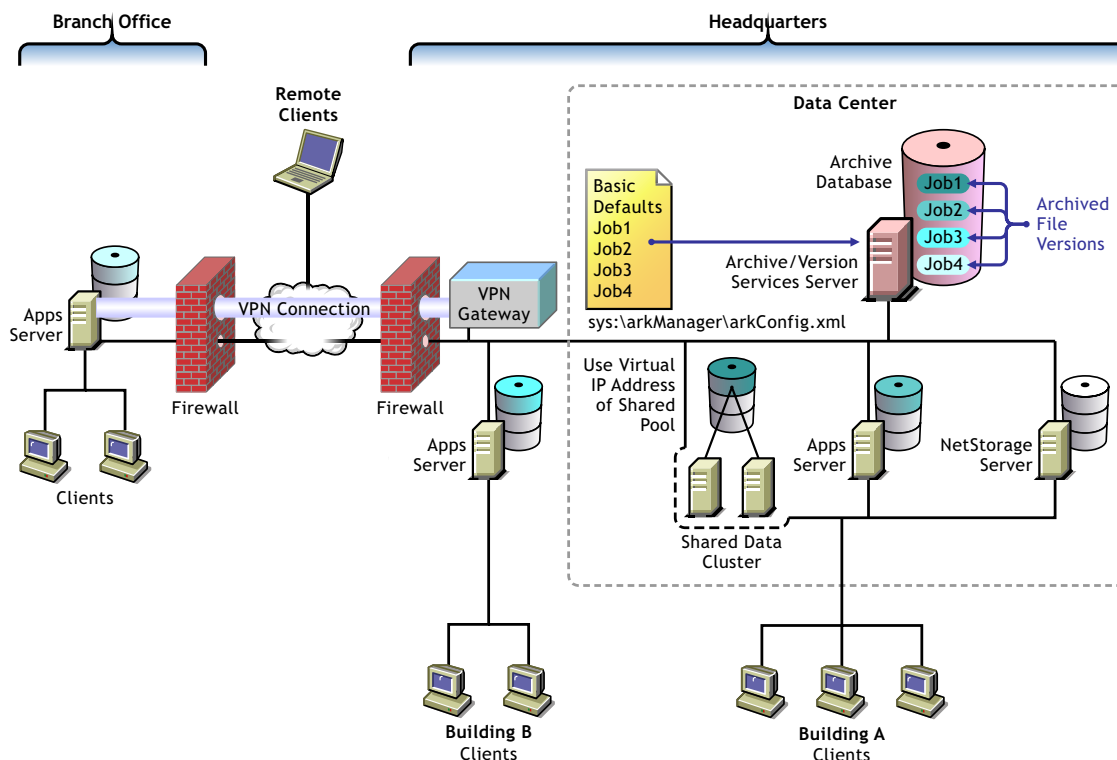 Branch Office
Headquarters
Remote
Clients
Data Center
Basic
Defaults
Job1
Job2
Job3
Job4
Archive
Database
Job1
Job2
Job3
Job4
Archived
File
Versions
Archive/Version
Services Server
sys:\arkManager\arkConfig.xml
Apps
Server
VPN Connection
VPN
Gateway
Firewall
Firewall
Clients
Apps
Server
Use Virtual
IP Address
of Shared
Pool
Apps
Server
NetStorage
Server
Shared Data
Cluster
Building B
Clients
Building A
Clients